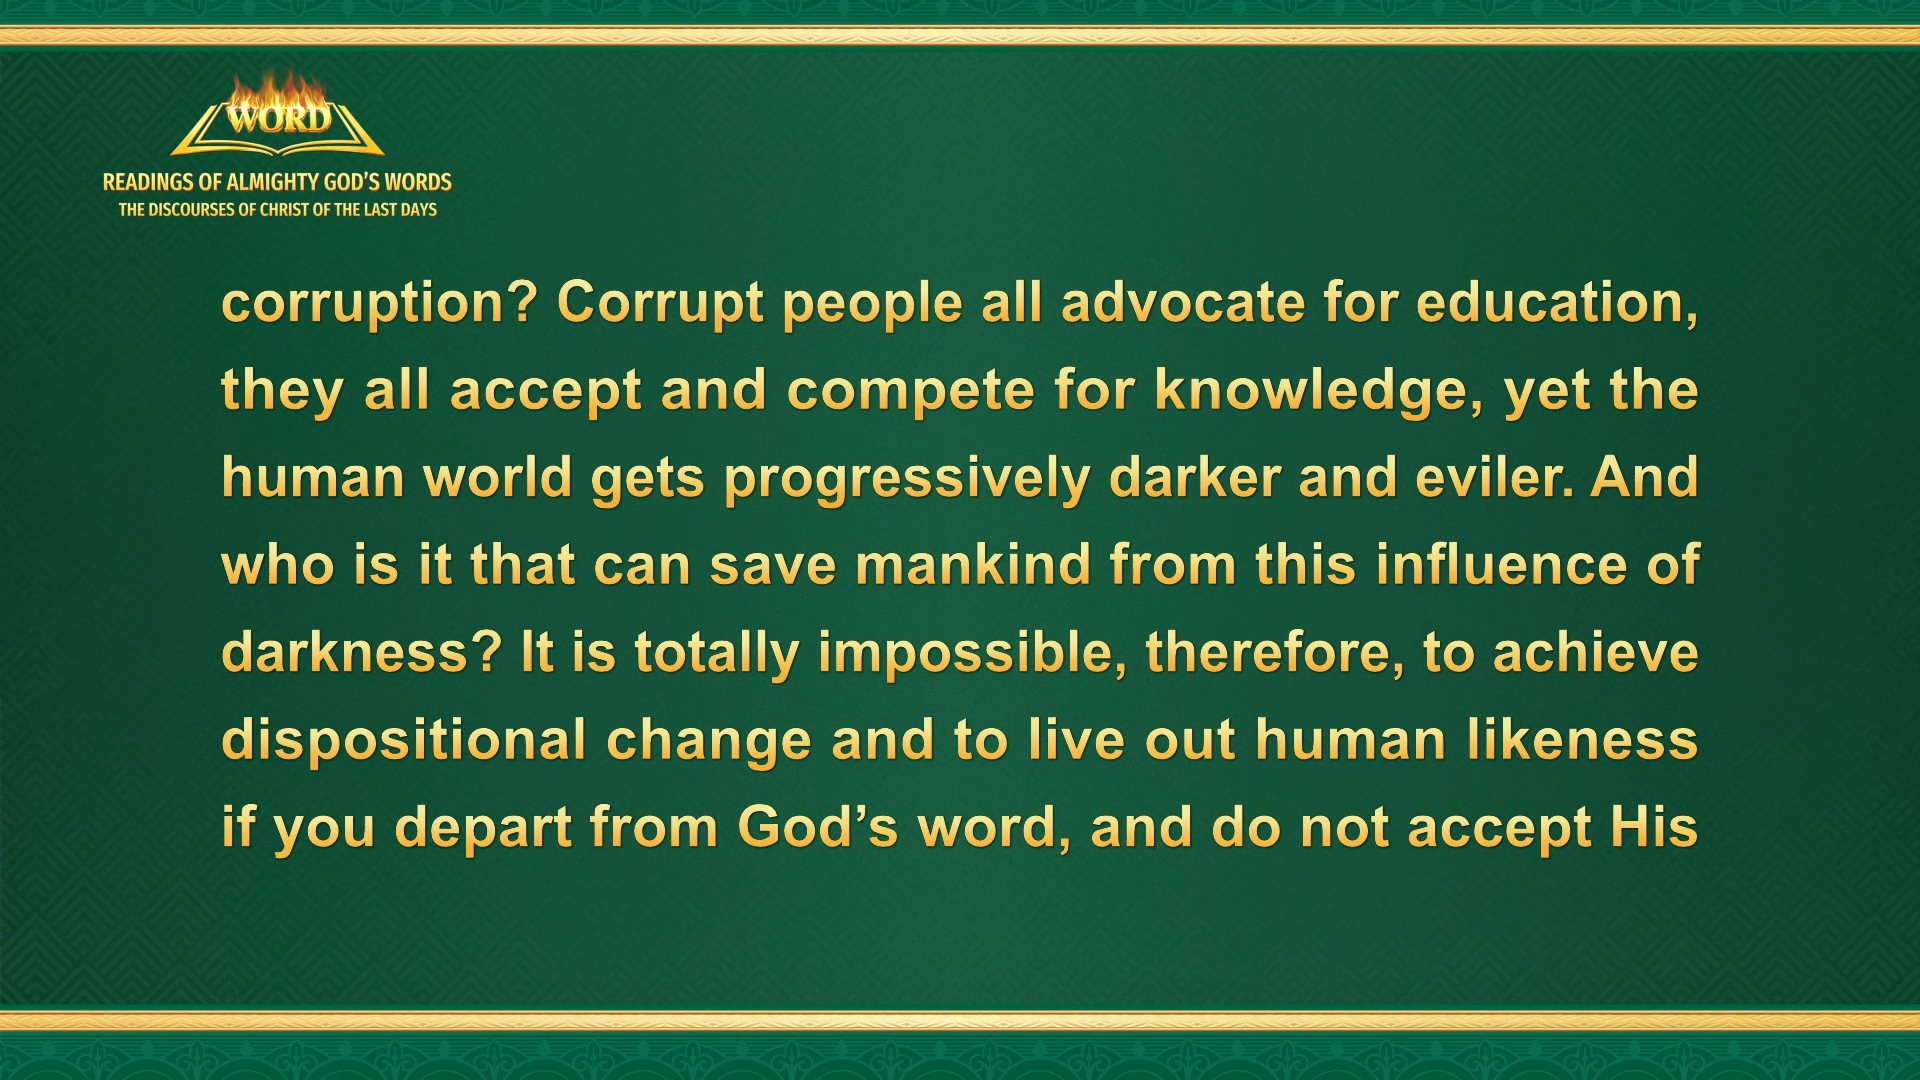 WORD
READINGS OF ALMIGHTY GOD’S WORDS
THE DISCOURSES OF CHRIST OF THE LAST DAYS
corruption? Corrupt people all advocate for education,
they all accept and compete for knowledge, yet the
human world gets progressively darker and eviler. And
who is it that can save mankind from this influence of
darkness? It is totally impossible, therefore, to achieve
dispositional change and to live out human likeness
if you depart from God’s word, and do not accept His